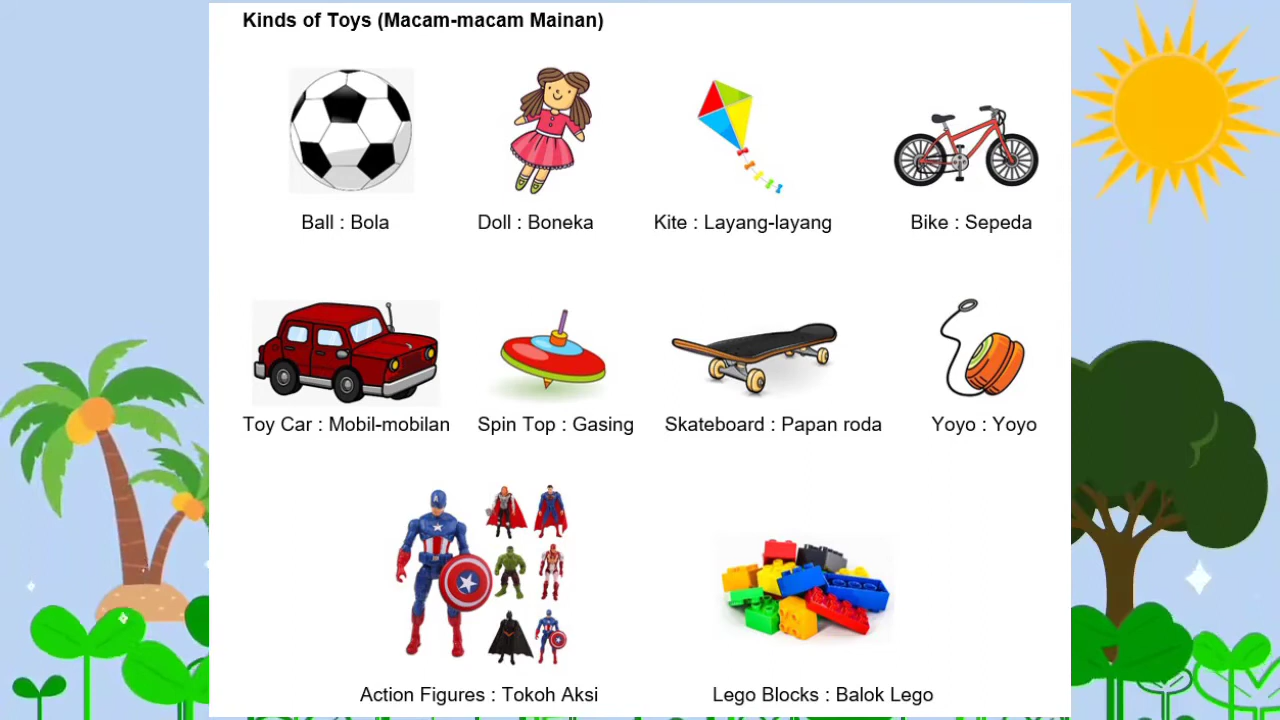 Kinds of Toys (Macam-macam Mainan)
Ball : Bola
Doll : Boneka
Kite : Layang-layang
Bike : Sepeda
Toy Car : Mobil-mobilan
Spin Top : Gasing
Skateboard : Papan roda
Yoyo : Yoyo
Action Figures : Tokoh Aksi
Lego Blocks : Balok Lego